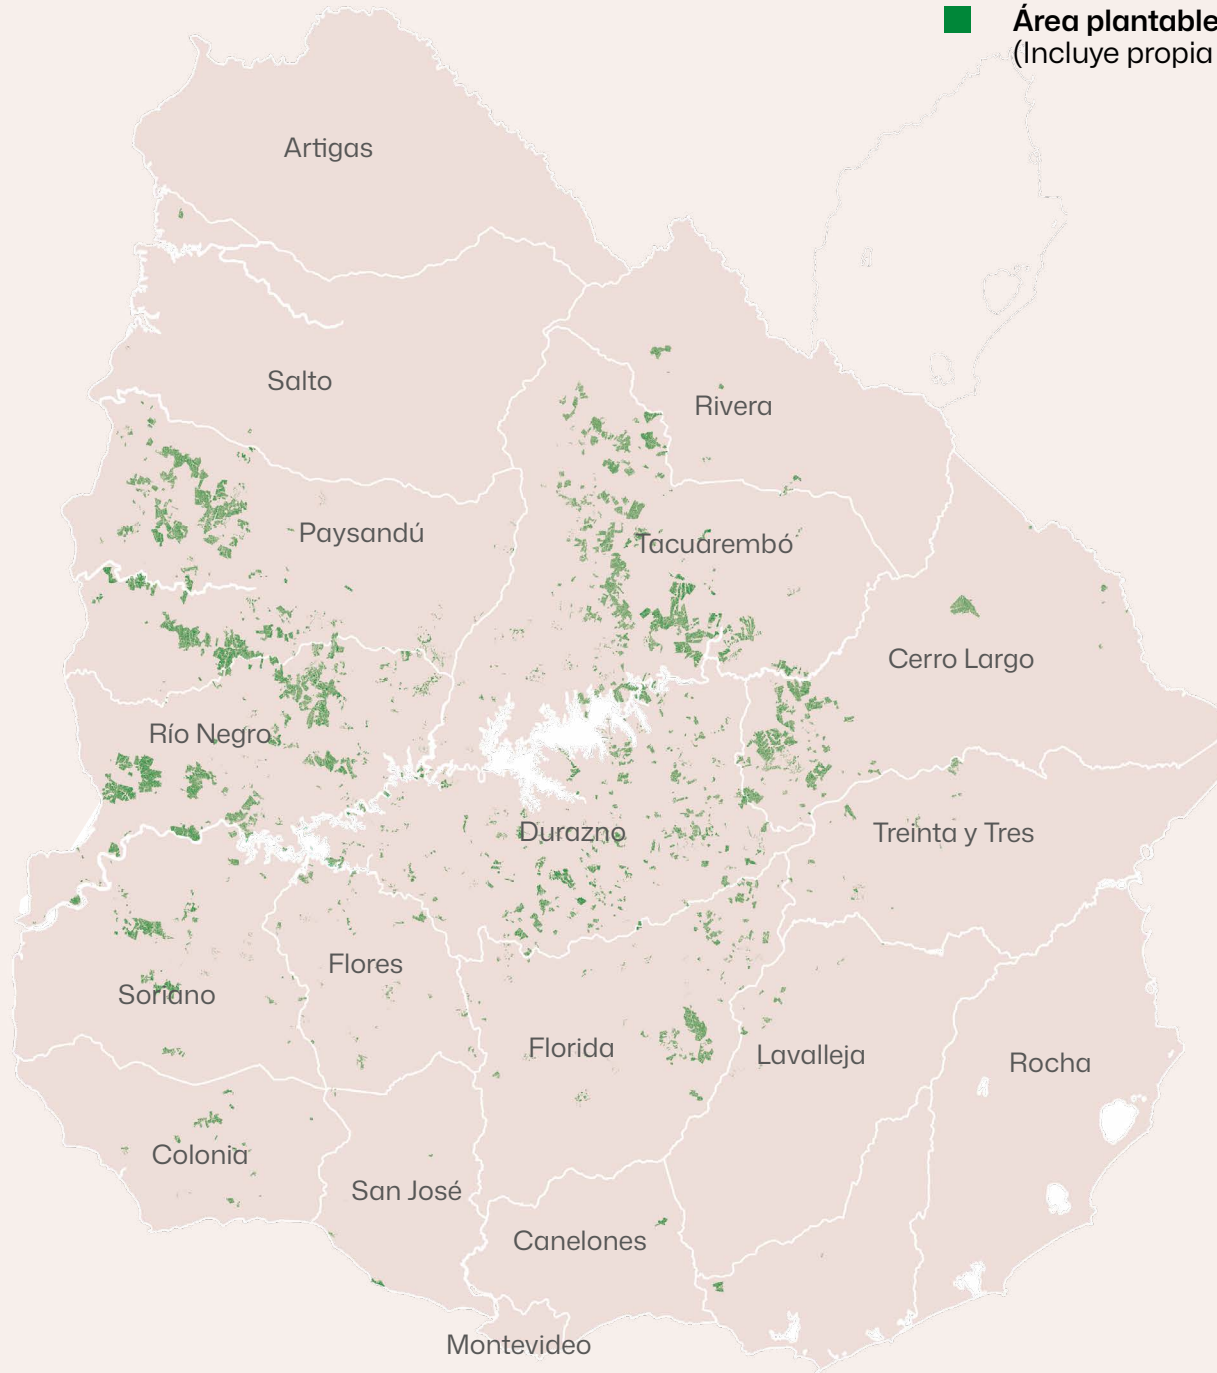 Área plantable
(Incluye propia
Artigas
Salto
Rivera
Paysandú
Tacuarembó
Cerro Largo
Río Negro
Durazno
Treinta y Tres
Flores
Soriano
Florida
Lavalleja
Rocha
Colonia
San José
Canelones
Montevideo